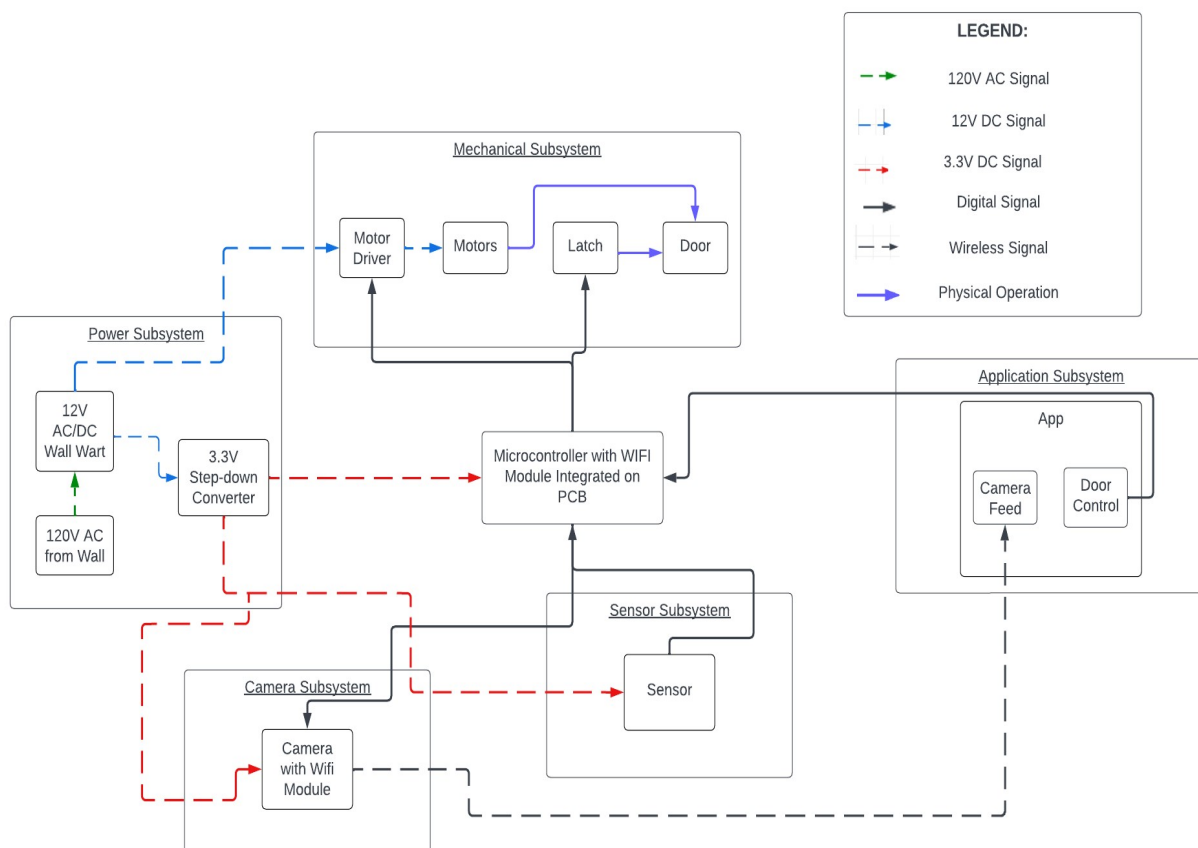 LEGEND:
120V AC Signal
12V DC Signal
3.3V DC Signal
Digital Signal
Wireless Signal
Physical Operation
Mechanical Subsystem
Motor
Driver
Motors
Latch
Door
Power Subsystem
12V
AC/DC
Wall Wart
3.3V
Step-down
Converter
120V AC
from Wall
Microcontroller with WIFI
Module Integrated on
PCB
Application Subsystem
App
Camera
Feed
Door
Control
Sensor Subsystem
Sensor
Camera Subsystem
Camera
with Wifi
Module